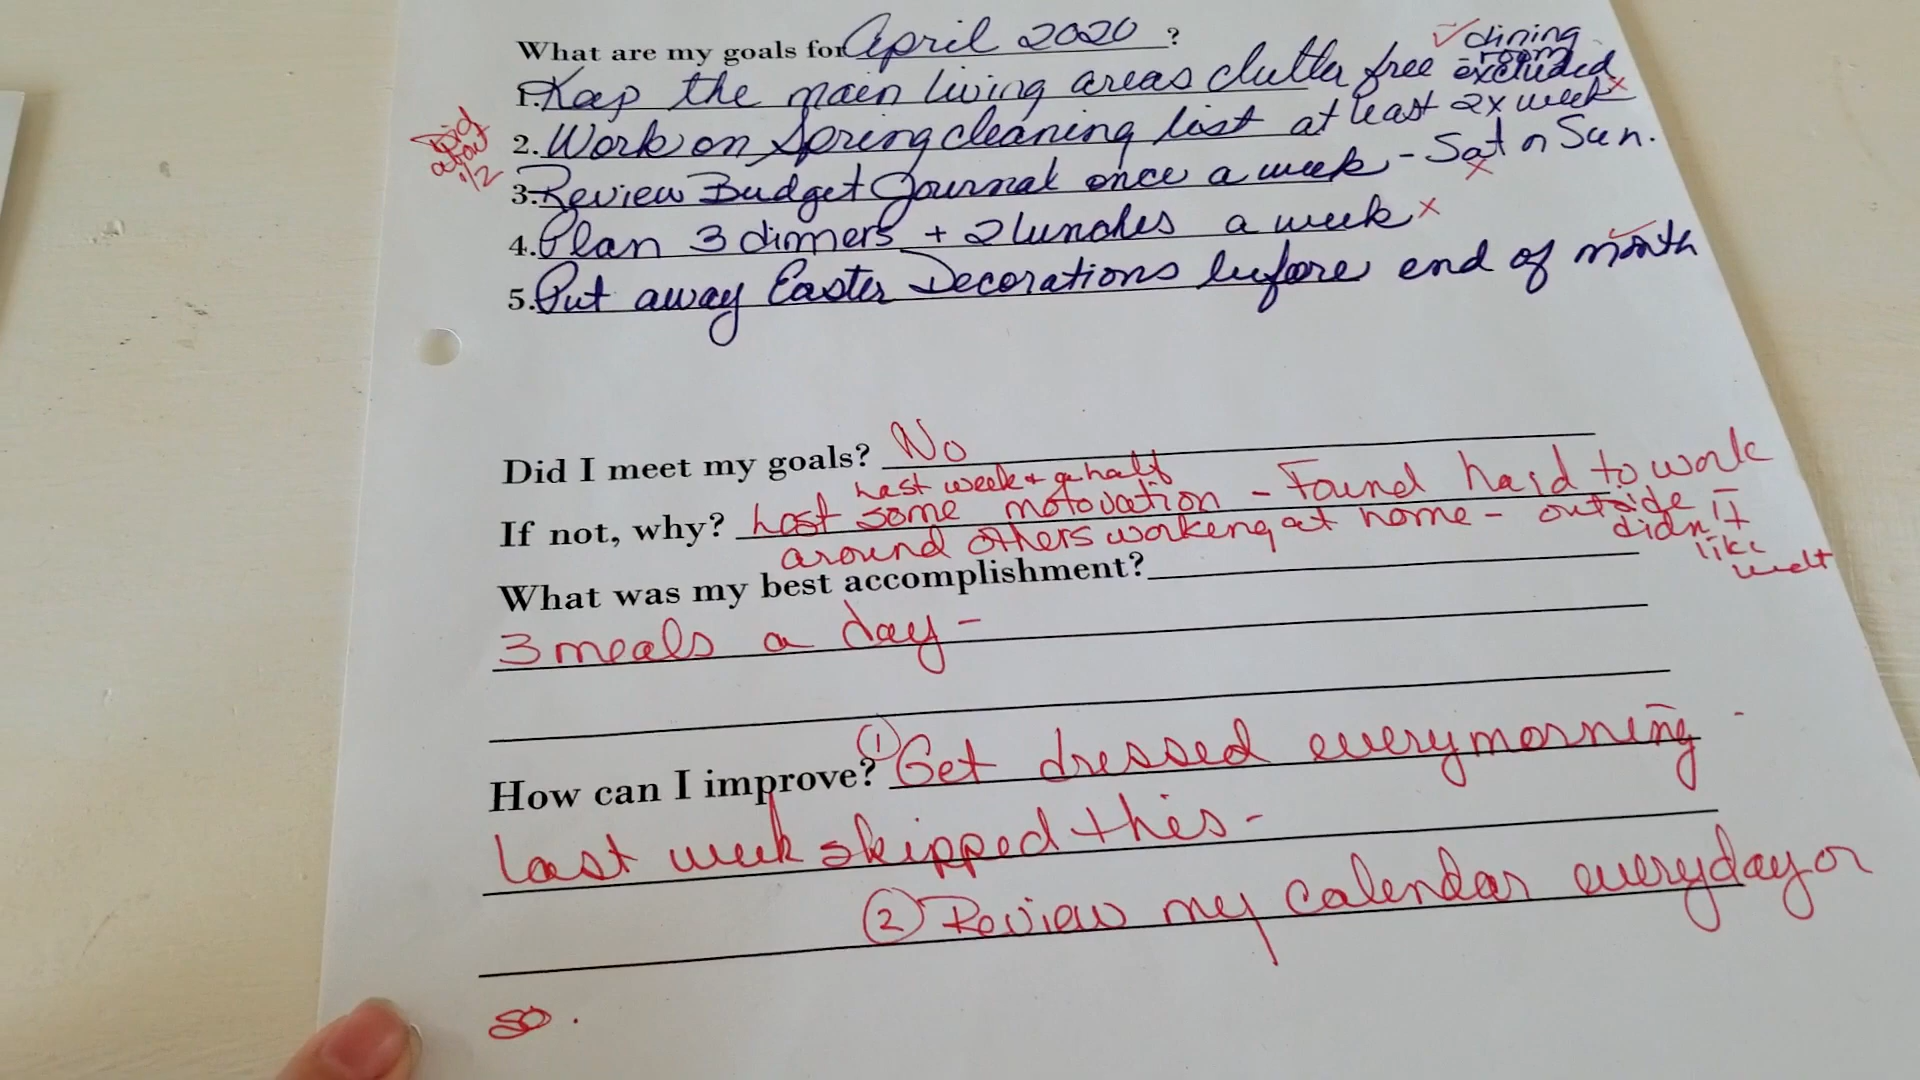 What are my goals for April 2020 ?
✓ dining room
1. Keep the main living areas clutter free excluded
2. Work on Spring cleaning list at least 2x week x
Did 1/2
3. Review Budget Journal once a week - Sat n Sun. x
4. Plan 3 dinners + 2 lunches a week x
5. Put away Easter Decorations before end of month ✓
Did I meet my goals? No
Last week + a half
If not, why? Lost some motovation - Found hard to work
around others working at home - outside it
didn't
like
What was my best accomplishment?
3 meals a day -
How can I improve? ① Get dressed every morning -
last week skipped this -
② Review my calendar everyday or
so.